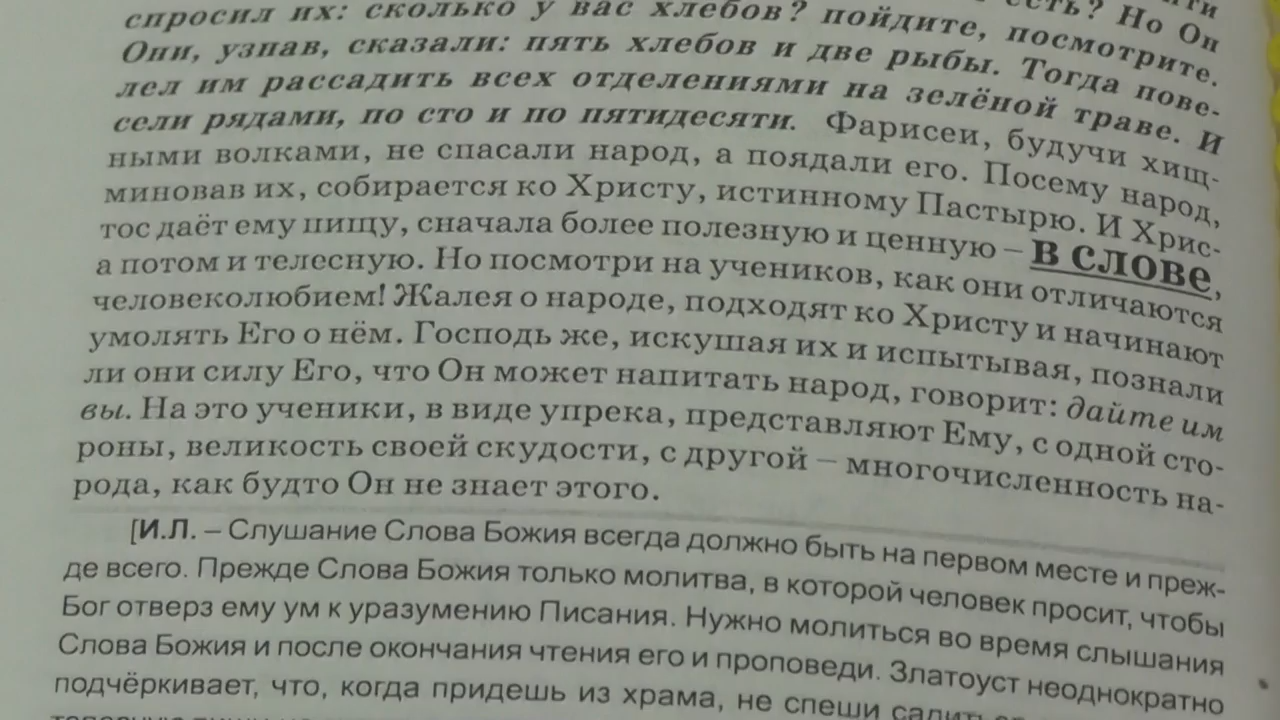 спросил их: сколько у вас хлебов? пойдите, посмотрите. есть? Но Он
Они, узнав, сказали: пять хлебов и две рыбы. Тогда пове-
лел им рассадить всех отделениями на зелёной траве. И
сели рядами, по сто и по пятидесяти. Фарисеи, будучи хищ-
ными волками, не спасали народ, а поядали его. Посему народ,
миновав их, собирается ко Христу, истинному Пастырю. И Хрис-
тос даёт ему пищу, сначала более полезную и ценную – в слове,
а потом и телесную. Но посмотри на учеников, как они отличаются
человеколюбием! Жалея о народе, подходят ко Христу и начинают
умолять Его о нём. Господь же, искушая их и испытывая, познали
ли они силу Его, что Он может напитать народ, говорит: дайте им
вы. На это ученики, в виде упрека, представляют Ему, с одной сто-
роны, великость своей скудости, с другой – многочисленность на-
рода, как будто Он не знает этого.
[И.Л. – Слушание Слова Божия всегда должно быть на первом месте и преж-
де всего. Прежде Слова Божия только молитва, в которой человек просит, чтобы
Бог отверз ему ум к уразумению Писания. Нужно молиться во время слышания
Слова Божия и после окончания чтения его и проповеди. Златоуст неоднократно
подчёркивает, что, когда придешь из храма, не спеши